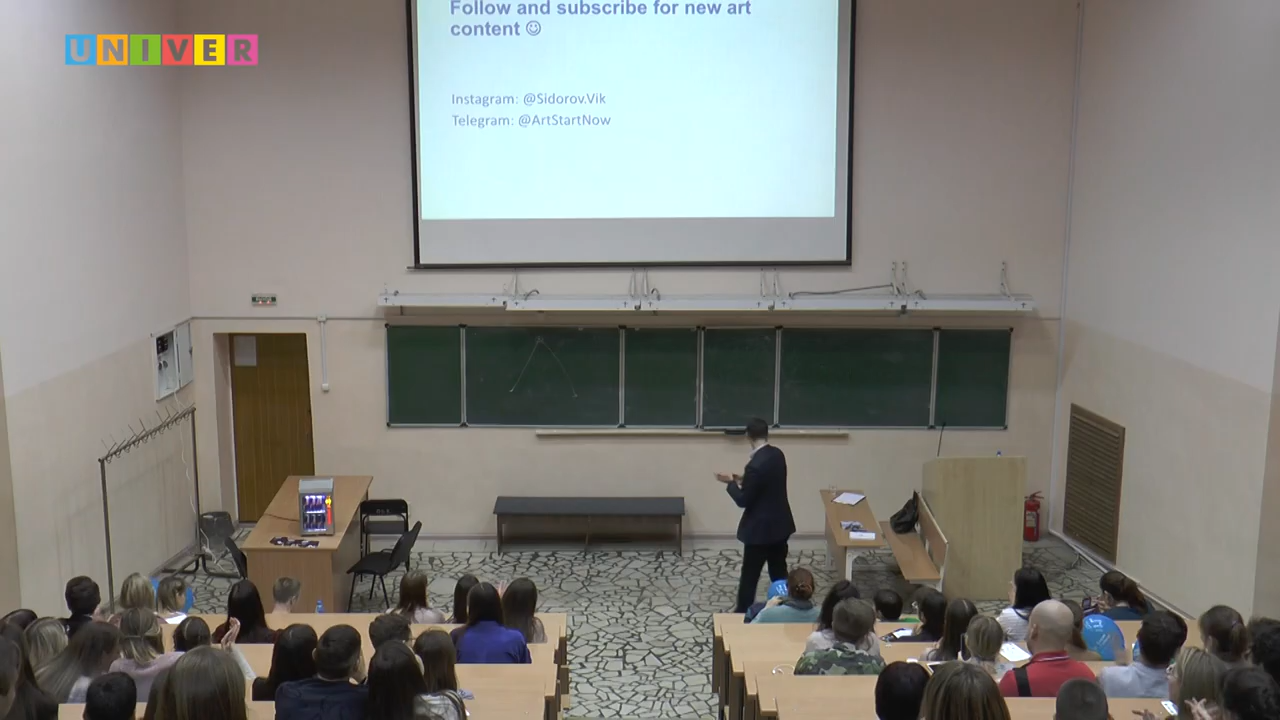 UNIVER
Follow and subscribe for new art
content ☺
Instagram: @Sidorov.Vik
Telegram: @ArtStartNow